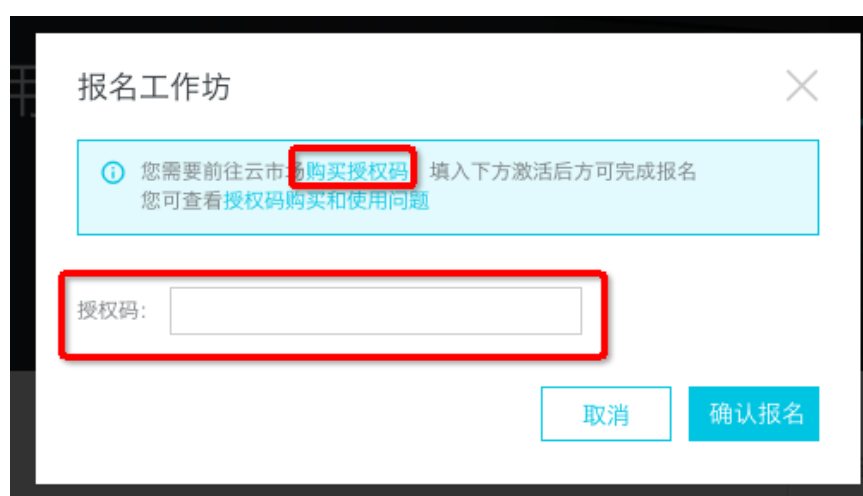 报名工作坊
您需要前往云市场购买授权码 填入下方激活后方可完成报名
您可查看授权码购买和使用问题
授权码:
取消
确认报名